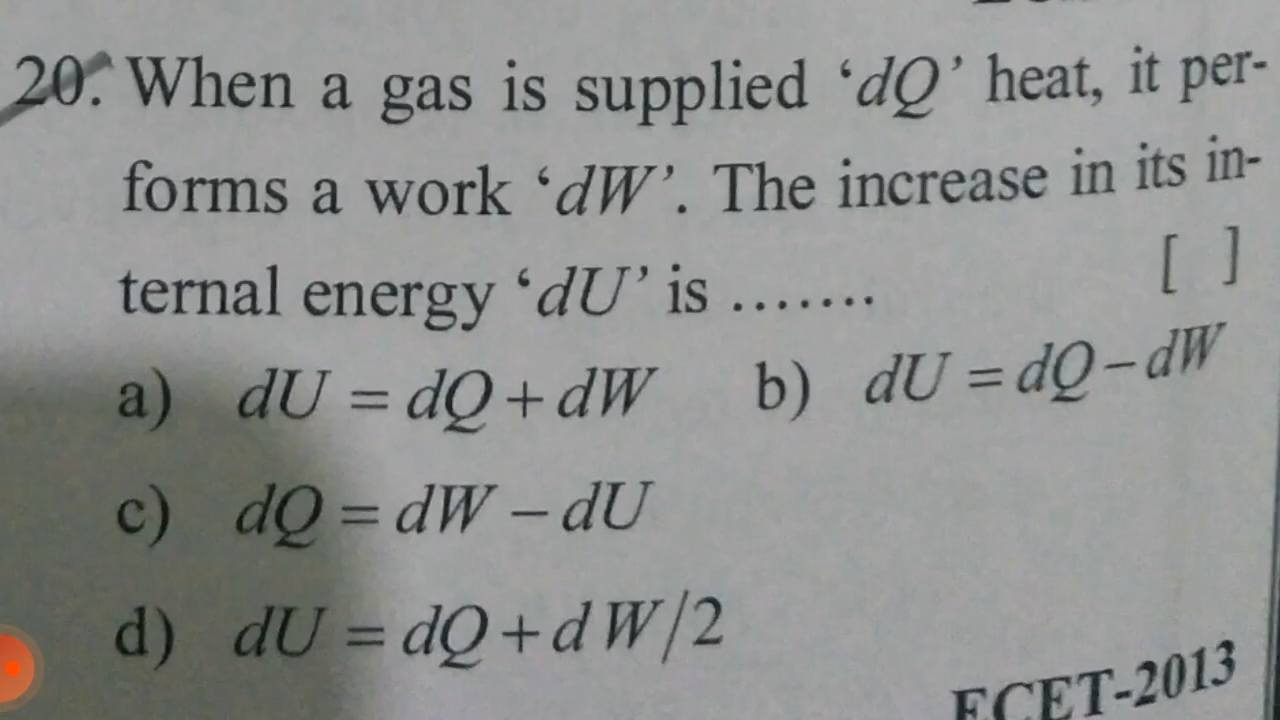 20. When a gas is supplied ‘dQ’ heat, it per-
forms a work ‘dW’. The increase in its in-
ternal energy ‘dU’ is .......
[ ]
a) dU = dQ + dW b) dU = dQ – dW
c) dQ = dW – dU
d) dU = dQ + d W/2
ECET-2013